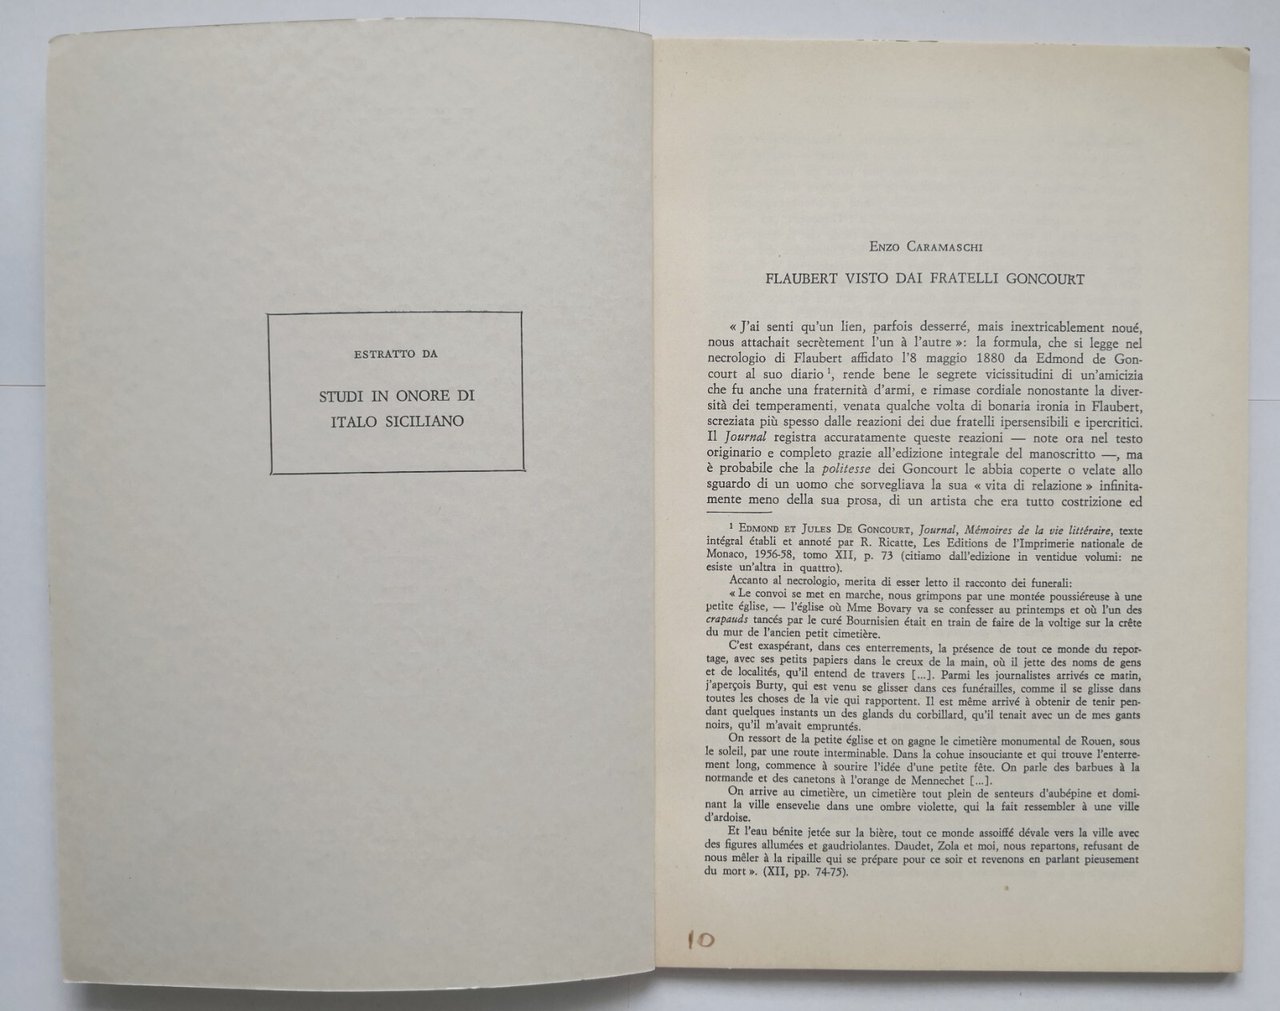 ESTRATTO DA
STUDI IN ONORE DI
ITALO SICILIANO
Enzo Caramaschi
FLAUBERT VISTO DAI FRATELLI GONCOURT
« J'ai senti qu'un lien, parfois desserré, mais inextricablement noué,
nous attachait secrètement l'un à l'autre »: la formula, che si legge nel
necrologio di Flaubert affidato l'8 maggio 1880 da Edmond de Gon-
court al suo diario ¹, rende bene le segrete vicissitudini di un'amicizia
che fu anche una fraternità d'armi, e rimase cordiale nonostante la diver-
sità dei temperamenti, venata qualche volta di bonaria ironia in Flaubert,
screziata più spesso dalle reazioni dei due fratelli ipersensibili e ipercritici.
Il Journal registra accuratamente queste reazioni — note ora nel testo
originario e completo grazie all'edizione integrale del manoscritto —, ma
è probabile che la politesse dei Goncourt le abbia coperte o velate allo
sguardo di un uomo che sorvegliava la sua « vita di relazione » infinita-
mente meno della sua prosa, di un artista che era tutto costrizione ed
¹ Edmond et Jules De Goncourt, Journal, Mémoires de la vie littéraire, texte
intégral établi et annoté par R. Ricatte, Les Editions de l'Imprimerie nationale de
Monaco, 1956-58, tomo XII, p. 73 (citiamo dall'edizione in ventidue volumi: ne
esiste un'altra in quattro).
Accanto al necrologio, merita di esser letto il racconto dei funerali:
« Le convoi se met en marche, nous grimpons par une montée poussiéreuse à une
petite église, — l'église où Mme Bovary va se confesser au printemps et où l'un des
crapauds tancés par le curé Bournisien était en train de faire de la voltige sur la crête
du mur de l'ancien petit cimetière.
C'est exaspérant, dans ces enterrements, la présence de tout ce monde du repor-
tage, avec ses petits papiers dans le creux de la main, où il jette des noms de gens
et de localités, qu'il entend de travers [...]. Parmi les journalistes arrivés ce matin,
j'aperçois Burty, qui est venu se glisser dans ces funérailles, comme il se glisse dans
toutes les choses de la vie qui rapportent. Il est même arrivé à obtenir de tenir pen-
dant quelques instants un des glands du corbillard, qu'il tenait avec un de mes gants
noirs, qu'il m'avait empruntés.
On ressort de la petite église et on gagne le cimetière monumental de Rouen, sous
le soleil, par une route interminable. Dans la cohue insouciante et qui trouve l'enterre-
ment long, commence à sourire l'idée d'une petite fête. On parle des barbues à la
normande et des canetons à l'orange de Mennechet [...].
On arrive au cimetière, un cimetière tout plein de senteurs d'aubépine et domi-
nant la ville ensevelie dans une ombre violette, qui la fait ressembler à une ville
d'ardoise.
Et l'eau bénite jetée sur la bière, tout ce monde assoiffé dévale vers la ville avec
des figures allumées et gaudriolantes. Daudet, Zola et moi, nous repartons, refusant de
nous mêler à la ripaille qui se prépare pour ce soir et revenons en parlant pieusement
du mort ». (XII, pp. 74-75).
10